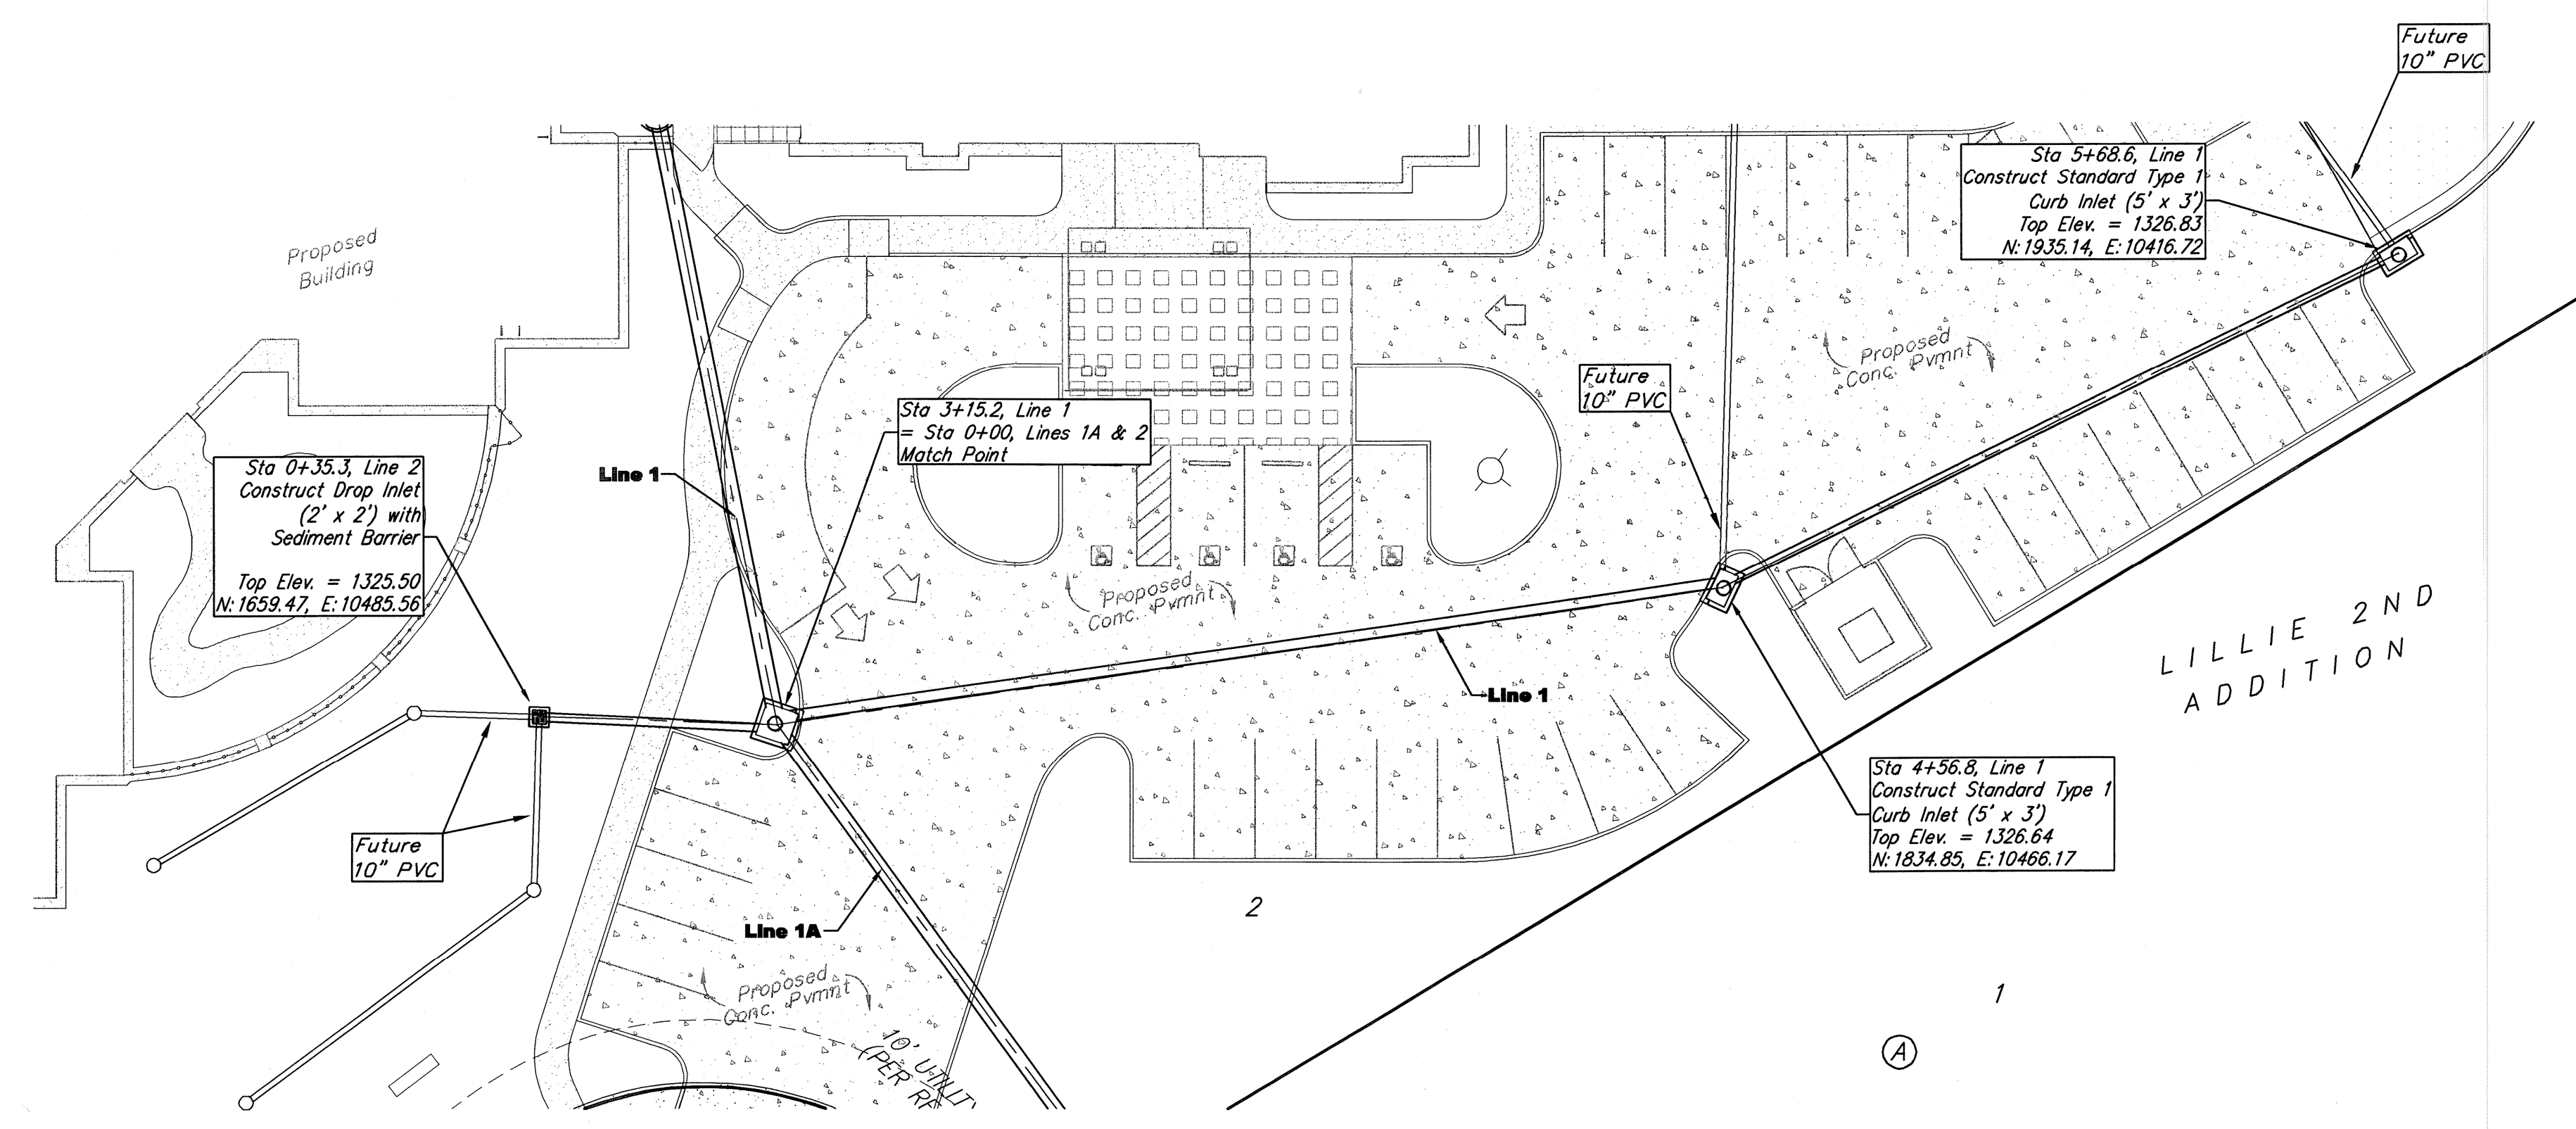 Future
10" PVC
Sta 5+68.6, Line 1
Construct Standard Type 1
Curb Inlet (5' x 3')
Top Elev. = 1326.83
N:1935.14, E:10416.72
Proposed
Building
Proposed
Conc. Pvmnt
Future
10" PVC
Sta 3+15.2, Line 1
= Sta 0+00, Lines 1A & 2
Match Point
Line 1
Sta 0+35.3, Line 2
Construct Drop Inlet
(2' x 2') with
Sediment Barrier
Top Elev. = 1325.50
N:1659.47, E:10485.56
Proposed
Conc. Pvmnt
LILLIE 2ND
ADDITION
Line 1
Sta 4+56.8, Line 1
Construct Standard Type 1
Curb Inlet (5' x 3')
Top Elev. = 1326.64
N:1834.85, E:10466.17
Future
10" PVC
2
Line 1A
Proposed
Conc. Pvmnt
1
10' UTILITY
(PER
A